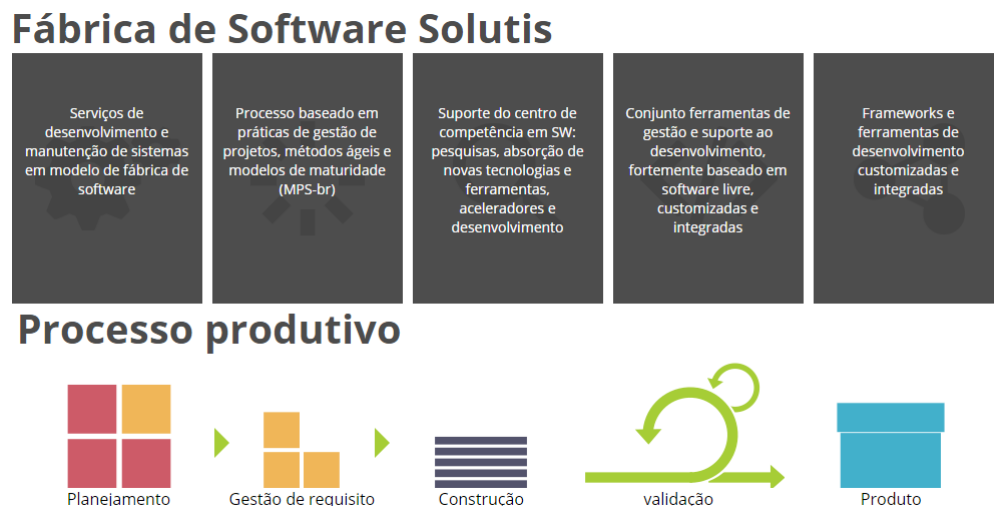 Fábrica de Software Solutis
Serviços de
desenvolvimento e
manutenção de sistemas
em modelo de fábrica de
software
Processo baseado em
práticas de gestão de
projetos, métodos ágeis e
modelos de maturidade
(MPS-br)
Suporte do centro de
competência em SW:
pesquisas, absorção de
novas tecnologias e
ferramentas,
aceleradores e
desenvolvimento
Conjunto ferramentas de
gestão e suporte ao
desenvolvimento,
fortemente baseado em
software livre,
customizadas e
integradas
Frameworks e
ferramentas de
desenvolvimento
customizadas e
integradas
Processo produtivo
Planejamento
Gestão de requisito
Construção
validação
Produto